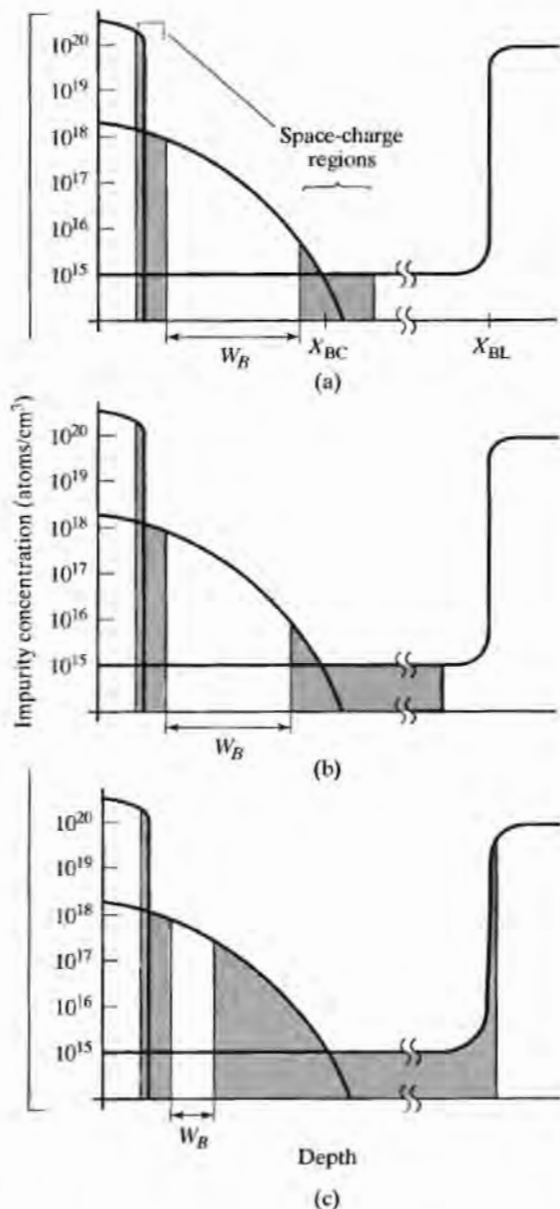 10²⁰
10¹⁹
10¹⁸
10¹⁷
10¹⁶
10¹⁵
Space-charge
regions
W_B
X_BC
X_BL
(a)
Impurity concentration (atoms/cm³)
10²⁰
10¹⁹
10¹⁸
10¹⁷
10¹⁶
10¹⁵
W_B
(b)
10²⁰
10¹⁹
10¹⁸
10¹⁷
10¹⁶
10¹⁵
W_B
Depth
(c)